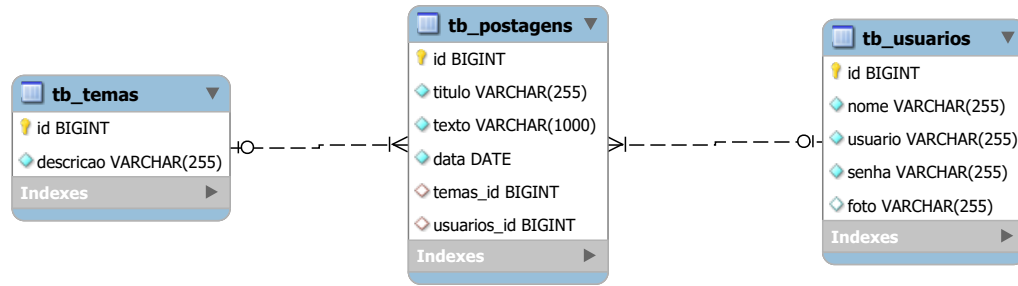 tb_temas
id BIGINT
descricao VARCHAR(255)
Indexes
tb_postagens
id BIGINT
titulo VARCHAR(255)
texto VARCHAR(1000)
data DATE
temas_id BIGINT
usuarios_id BIGINT
Indexes
tb_usuarios
id BIGINT
nome VARCHAR(255)
usuario VARCHAR(255)
senha VARCHAR(255)
foto VARCHAR(255)
Indexes